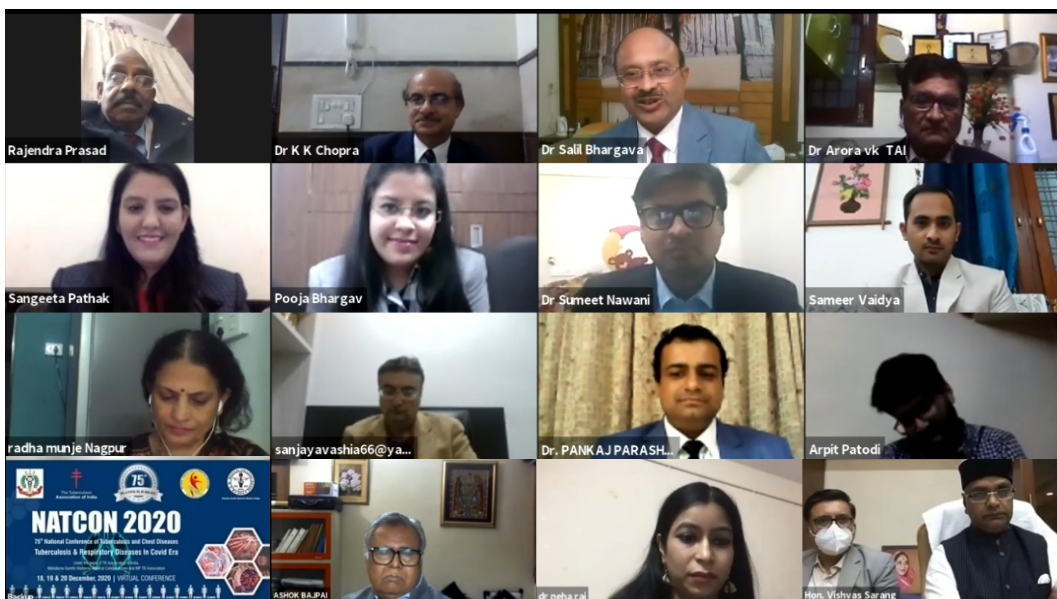 Rajendra Prasad
Dr K K Chopra
Dr Salil Bhargava
Dr Arora vk TAI
Sangeeta Pathak
Pooja Bhargav
Dr Sumeet Nawani
Sameer Vaidya
radha munje Nagpur
sanjayavashia66@ya...
Dr. PANKAJ PARASH...
Arpit Patodi
The Tuberculosis
Association of India
75th
NATCON 2020
75th National Conference of Tuberculosis and Chest Diseases
Tuberculosis & Respiratory Diseases In Covid Era
18, 19 & 20 December, 2020 | VIRTUAL CONFERENCE
Backup
ASHOK BAJPAI
dr neha rai
Hon. Vishvas Sarang